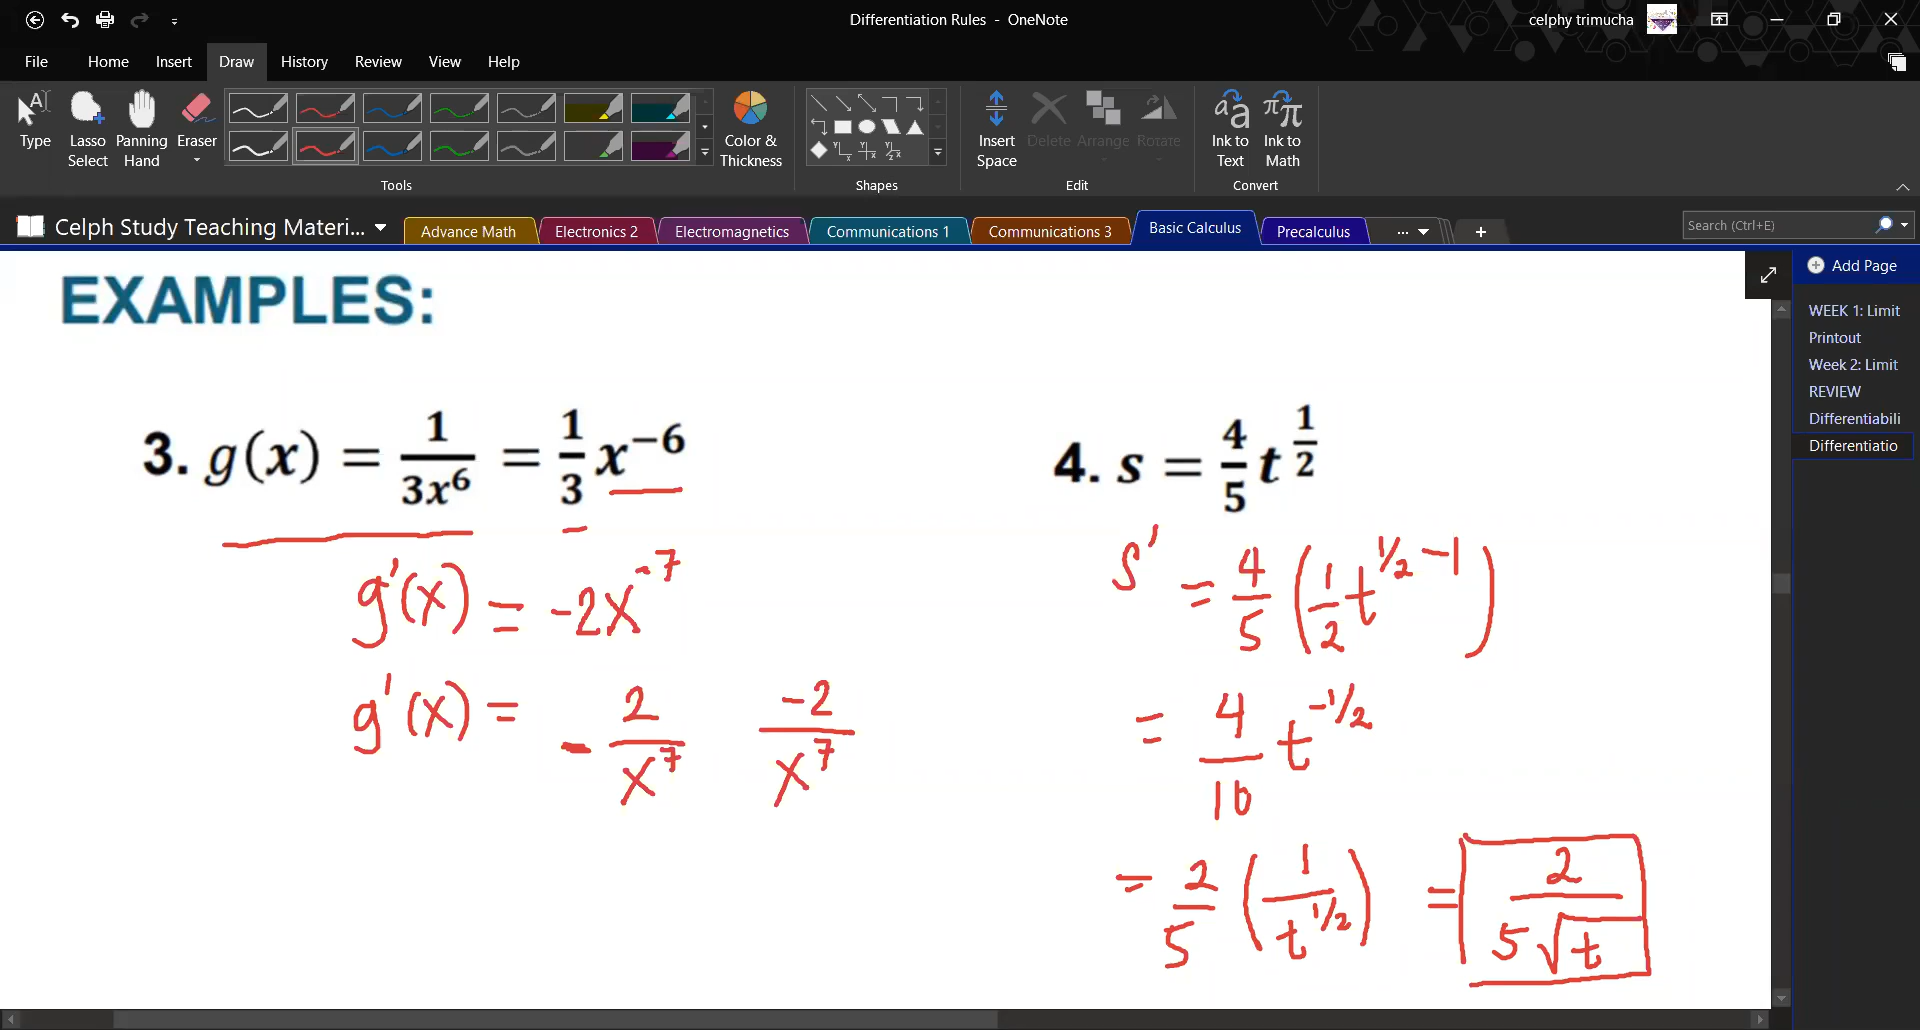 Differentiation Rules - OneNote
celphy trimucha
File Home Insert Draw History Review View Help
Type
Lasso Select
Panning Hand
Eraser
Color & Thickness
Insert Space
Delete
Arrange
Rotate
Ink to Text
Ink to Math
Tools
Shapes
Edit
Convert
Celph Study Teaching Materi...
Advance Math
Electronics 2
Electromagnetics
Communications 1
Communications 3
Basic Calculus
Precalculus
...
Search (Ctrl+E)
Add Page
WEEK 1: Limit
Printout
Week 2: Limit
REVIEW
Differentiabili
Differentiatio
EXAMPLES:
3. g(x) = 1/(3x⁶) = 1/3 x⁻⁶
g'(x) = -2x⁻⁷
g'(x) = - 2/x⁷   -2/x⁷
4. s = 4/5 t^(1/2)
s' = 4/5 (1/2 t^(1/2 - 1))
= 4/10 t^(-1/2)
= 2/5 (1/t^(1/2)) = 2/(5√t)